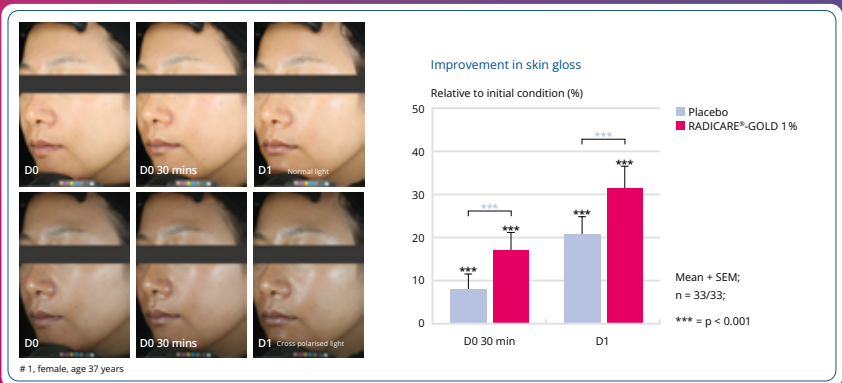 D0
D0 30 mins
D1 Normal light
D0
D0 30 mins
D1 Cross polarised light
# 1, female, age 37 years
Improvement in skin gloss
Relative to initial condition (%)
50
40
30
20
10
0
***
***
***
***
***
***
D0 30 min
D1
Placebo
RADICARE®-GOLD 1%
Mean + SEM;
n = 33/33;
*** = p < 0.001